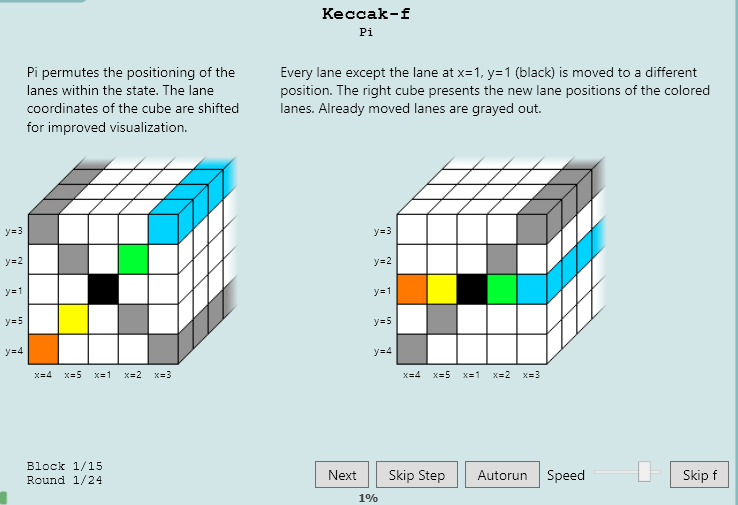 Keccak-f
Pi
Pi permutes the positioning of the
lanes within the state. The lane
coordinates of the cube are shifted
for improved visualization.
Every lane except the lane at x=1, y=1 (black) is moved to a different
position. The right cube presents the new lane positions of the colored
lanes. Already moved lanes are grayed out.
y=3
y=2
y=1
y=5
y=4
x=4 x=5 x=1 x=2 x=3
y=3
y=2
y=1
y=5
y=4
x=4 x=5 x=1 x=2 x=3
Block 1/15
Round 1/24
Next Skip Step Autorun Speed Skip f
1%